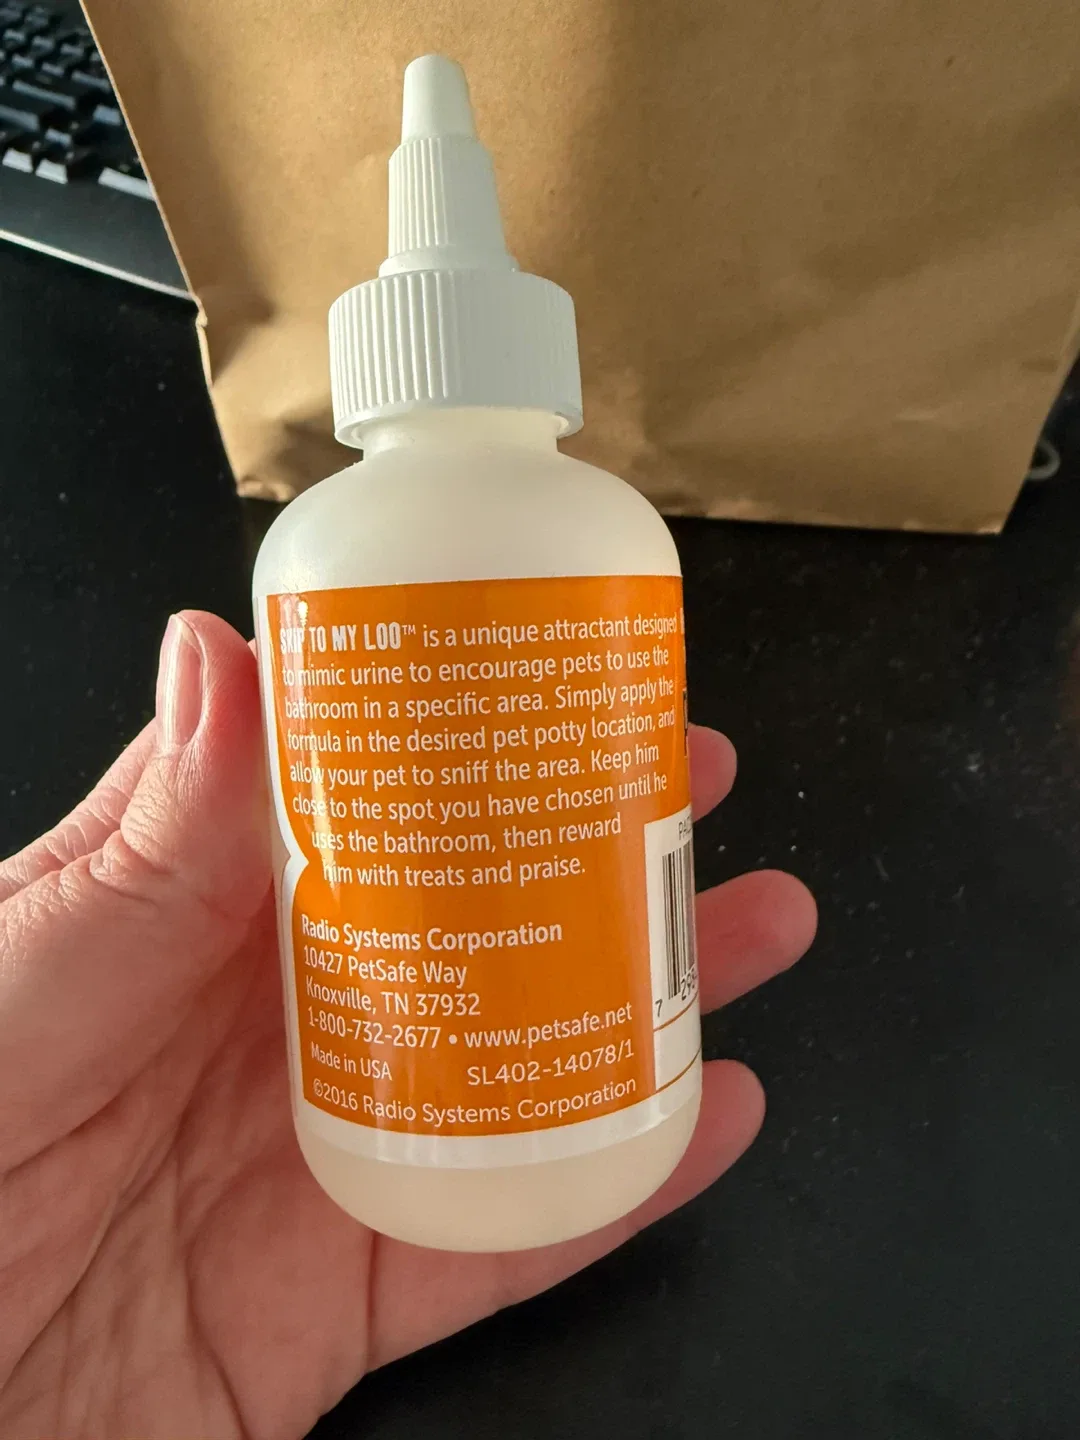 SKIP TO MY LOO™ is a unique attractant designed
to mimic urine to encourage pets to use the
bathroom in a specific area. Simply apply the
formula in the desired pet potty location, and
allow your pet to sniff the area. Keep him
close to the spot you have chosen until he
uses the bathroom, then reward
him with treats and praise.
Radio Systems Corporation
10427 PetSafe Way
Knoxville, TN 37932
1-800-732-2677 • www.petsafe.net
Made in USA
SL402-14078/1
©2016 Radio Systems Corporation
7